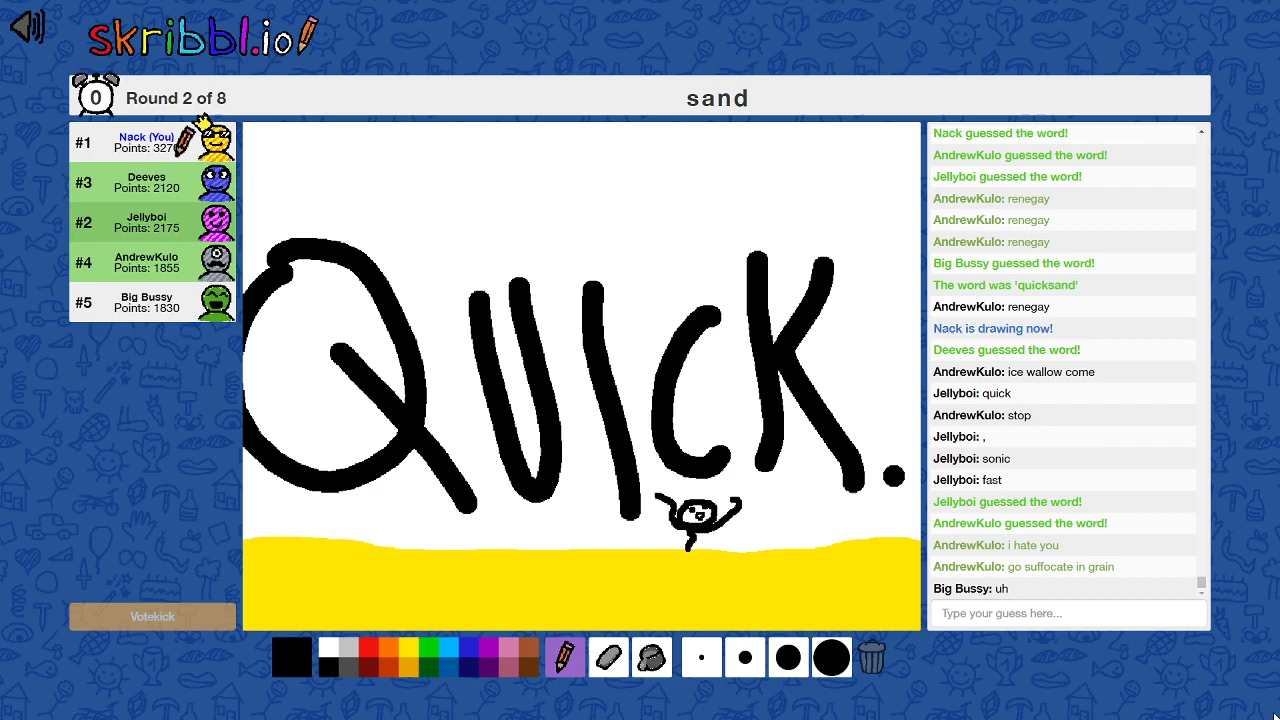 skribbl.io
0
Round 2 of 8
sand
#1
Nack (You)
Points: 3270
#3
Deeves
Points: 2120
#2
Jellyboi
Points: 2175
#4
AndrewKulo
Points: 1855
#5
Big Bussy
Points: 1830
Votekick
QUICK.
Nack guessed the word!
AndrewKulo guessed the word!
Jellyboi guessed the word!
AndrewKulo: renegay
AndrewKulo: renegay
AndrewKulo: renegay
Big Bussy guessed the word!
The word was 'quicksand'
AndrewKulo: renegay
Nack is drawing now!
Deeves guessed the word!
AndrewKulo: ice wallow come
Jellyboi: quick
AndrewKulo: stop
Jellyboi: ,
Jellyboi: sonic
Jellyboi: fast
Jellyboi guessed the word!
AndrewKulo guessed the word!
AndrewKulo: i hate you
AndrewKulo: go suffocate in grain
Big Bussy: uh
Type your guess here...